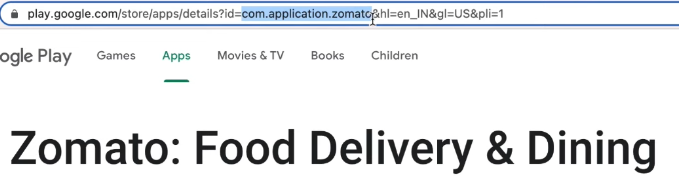 play.google.com/store/apps/details?id=com.application.zomato&hl=en_IN&gl=US&pli=1
ogle Play Games Apps Movies & TV Books Children
Zomato: Food Delivery & Dining